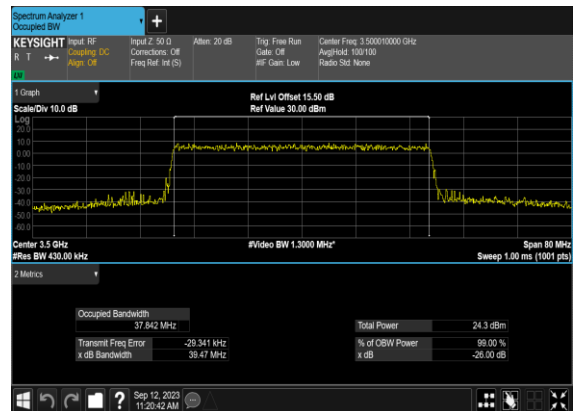 Spectrum Analyzer 1
Occupied BW
KEYSIGHT Input: RF Input Z: 50 Ω Atten: 20 dB Trig: Free Run Center Freq: 3.500010000 GHz
R T Coupling: DC Corrections: Off Gate: Off Avg|Hold: 100/100
Align: Off Freq Ref: Int (S) #IF Gain: Low Radio Std: None
LV
1 Graph
Ref Lvl Offset 15.50 dB
Scale/Div 10.0 dB Ref Value 30.00 dBm
Log
20.0
10.0
0.00
-10.0
-20.0
-30.0
-40.0
-50.0
-60.0
Center 3.5 GHz #Video BW 1.3000 MHz* Span 80 MHz
#Res BW 430.00 kHz Sweep 1.00 ms (1001 pts)
2 Metrics
Occupied Bandwidth
37.842 MHz Total Power 24.3 dBm
Transmit Freq Error -29.341 kHz % of OBW Power 99.00 %
x dB Bandwidth 39.47 MHz x dB -26.00 dB
? Sep 12, 2023
11:20:42 AM